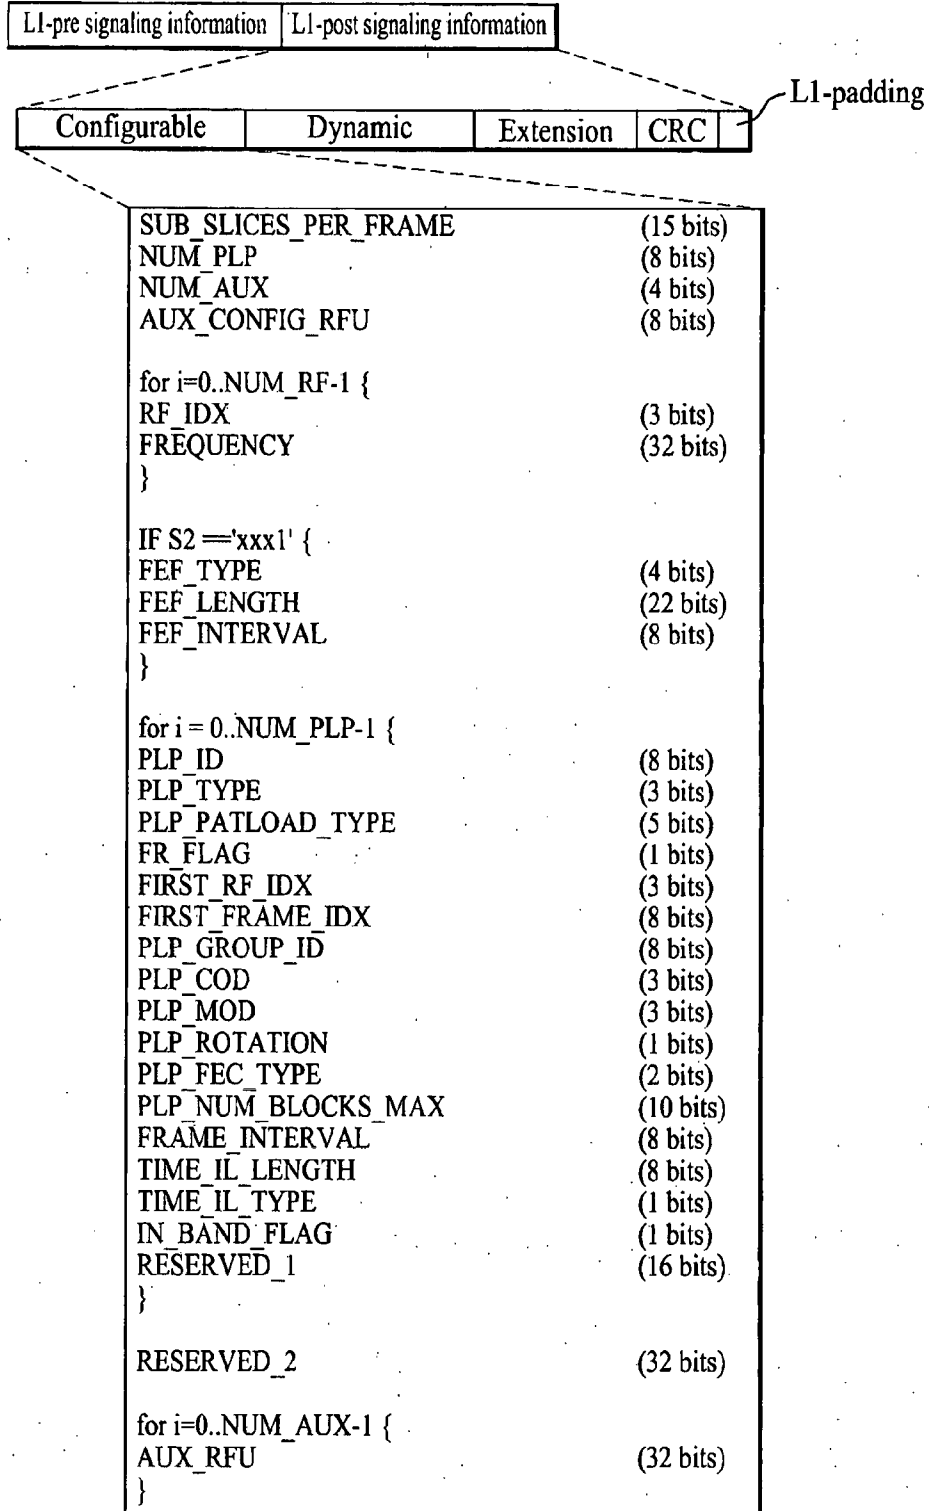 L1-pre signaling information L1-post signaling information
L1-padding
Configurable Dynamic Extension CRC
SUB_SLICES_PER_FRAME (15 bits)
NUM_PLP (8 bits)
NUM_AUX (4 bits)
AUX_CONFIG_RFU (8 bits)
for i=0..NUM_RF-1 {
RF_IDX (3 bits)
FREQUENCY (32 bits)
}
IF S2 =='xxx1' {
FEF_TYPE (4 bits)
FEF_LENGTH (22 bits)
FEF_INTERVAL (8 bits)
}
for i = 0..NUM_PLP-1 {
PLP_ID (8 bits)
PLP_TYPE (3 bits)
PLP_PATLOAD_TYPE (5 bits)
FR_FLAG (1 bits)
FIRST_RF_IDX (3 bits)
FIRST_FRAME_IDX (8 bits)
PLP_GROUP_ID (8 bits)
PLP_COD (3 bits)
PLP_MOD (3 bits)
PLP_ROTATION (1 bits)
PLP_FEC_TYPE (2 bits)
PLP_NUM_BLOCKS_MAX (10 bits)
FRAME_INTERVAL (8 bits)
TIME_IL_LENGTH (8 bits)
TIME_IL_TYPE (1 bits)
IN_BAND_FLAG (1 bits)
RESERVED_1 (16 bits)
}
RESERVED_2 (32 bits)
for i=0..NUM_AUX-1 {
AUX_RFU (32 bits)
}